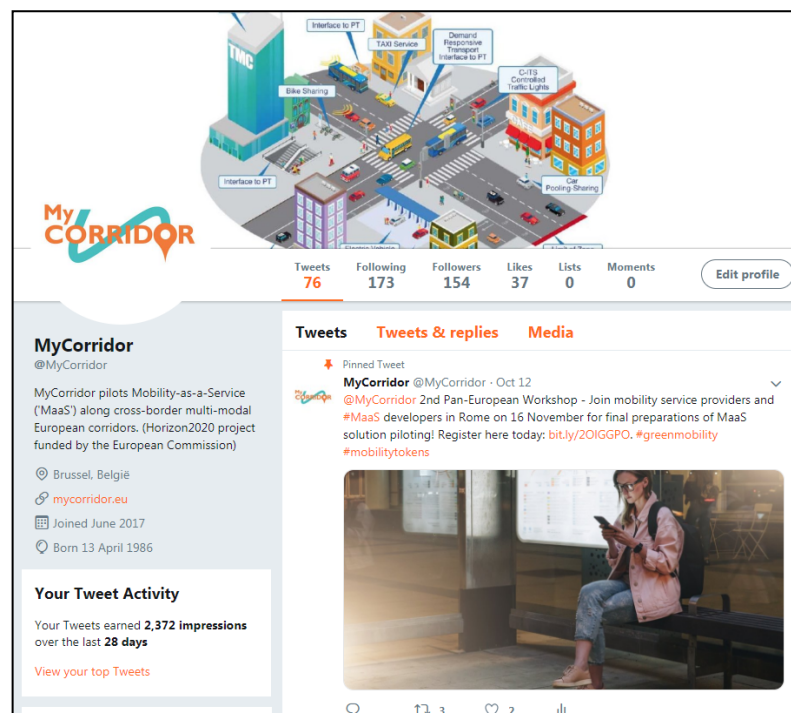 Interface to PT
TAXI Service
Demand
Responsive
Transport
Interface to PT
TMC
C-ITS
Controlled
Traffic Lights
Bike Sharing
Interface to PT
Car
Pooling-Sharing
My
CORRIDOR
Tweets
76
Following
173
Followers
154
Likes
37
Lists
0
Moments
0
Edit profile
MyCorridor
@MyCorridor
MyCorridor pilots Mobility-as-a-Service
('MaaS') along cross-border multi-modal
European corridors. (Horizon2020 project
funded by the European Commission)
Brussel, België
mycorridor.eu
Joined June 2017
Born 13 April 1986
Your Tweet Activity
Your Tweets earned 2,372 impressions
over the last 28 days
View your top Tweets
Tweets Tweets & replies Media
Pinned Tweet
My
CORRIDOR
MyCorridor @MyCorridor · Oct 12
@MyCorridor 2nd Pan-European Workshop - Join mobility service providers and
#MaaS developers in Rome on 16 November for final preparations of MaaS
solution piloting! Register here today: bit.ly/2OIGGPO. #greenmobility
#mobilitytokens
3
2